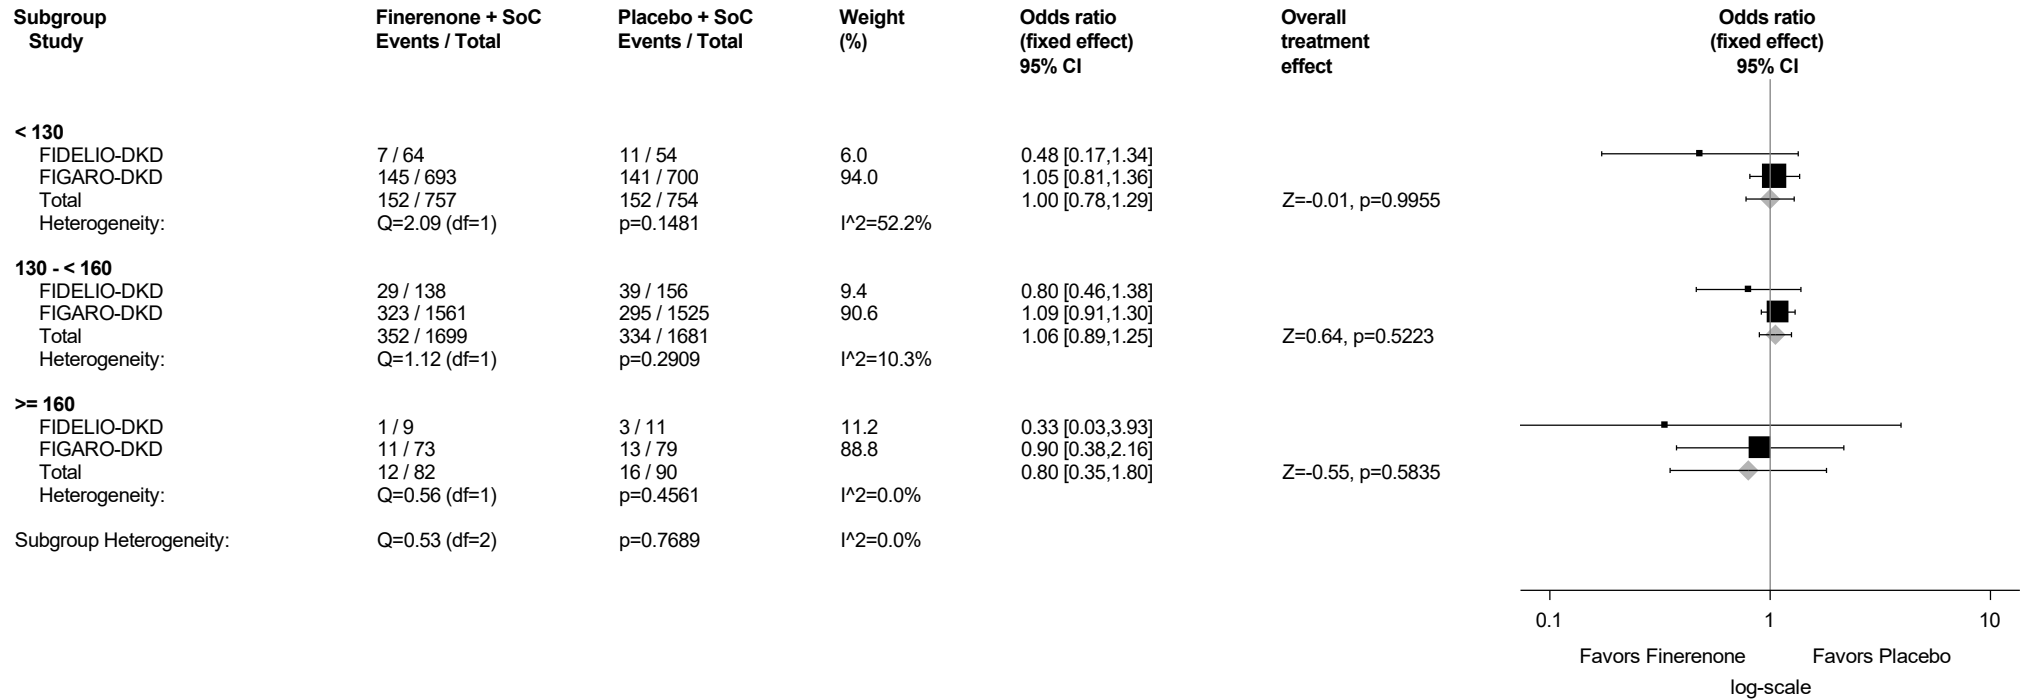 Subgroup Finerenone + SoC Placebo + SoC Weight Odds ratio Overall Odds ratio
Study Events / Total Events / Total (%) (fixed effect) treatment (fixed effect)
95% CI effect 95% CI
< 130
FIDELIO-DKD 7 / 64 11 / 54 6.0 0.48 [0.17,1.34]
FIGARO-DKD 145 / 693 141 / 700 94.0 1.05 [0.81,1.36]
Total 152 / 757 152 / 754 1.00 [0.78,1.29] Z=-0.01, p=0.9955
Heterogeneity: Q=2.09 (df=1) p=0.1481 I^2=52.2%
130 - < 160
FIDELIO-DKD 29 / 138 39 / 156 9.4 0.80 [0.46,1.38]
FIGARO-DKD 323 / 1561 295 / 1525 90.6 1.09 [0.91,1.30]
Total 352 / 1699 334 / 1681 1.06 [0.89,1.25] Z=0.64, p=0.5223
Heterogeneity: Q=1.12 (df=1) p=0.2909 I^2=10.3%
>= 160
FIDELIO-DKD 1 / 9 3 / 11 11.2 0.33 [0.03,3.93]
FIGARO-DKD 11 / 73 13 / 79 88.8 0.90 [0.38,2.16]
Total 12 / 82 16 / 90 0.80 [0.35,1.80] Z=-0.55, p=0.5835
Heterogeneity: Q=0.56 (df=1) p=0.4561 I^2=0.0%
Subgroup Heterogeneity: Q=0.53 (df=2) p=0.7689 I^2=0.0%
0.1 1 10
Favors Finerenone Favors Placebo
log-scale